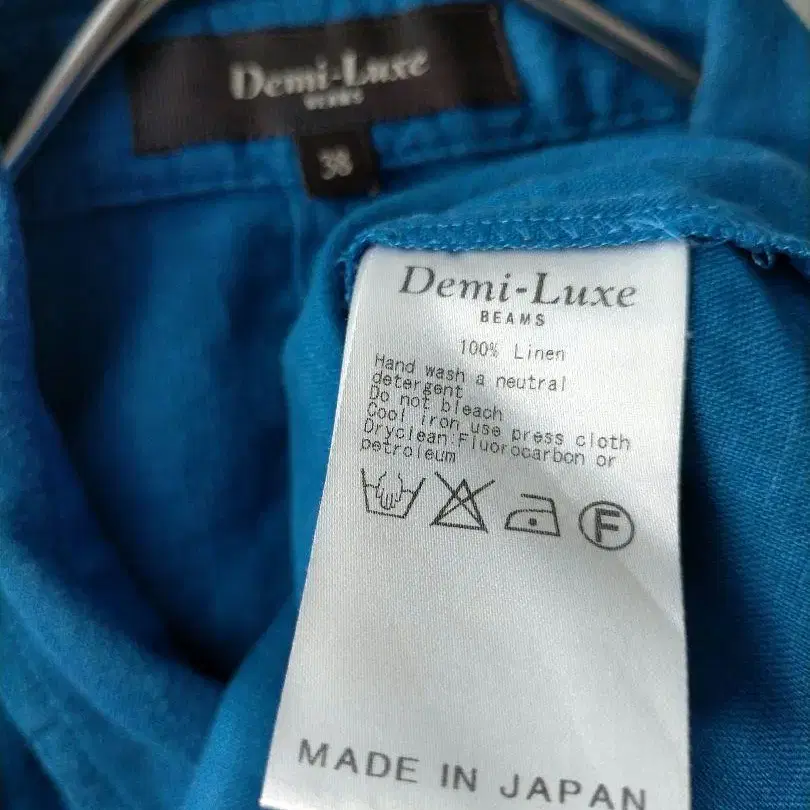 Demi-Luxe
BEAMS
38
Demi-Luxe
BEAMS
100% Linen
Hand wash a neutral
detergent
Do not bleach
Cool iron use press cloth
Dryclean:Fluorocarbon or
petroleum
F
MADE IN JAPAN